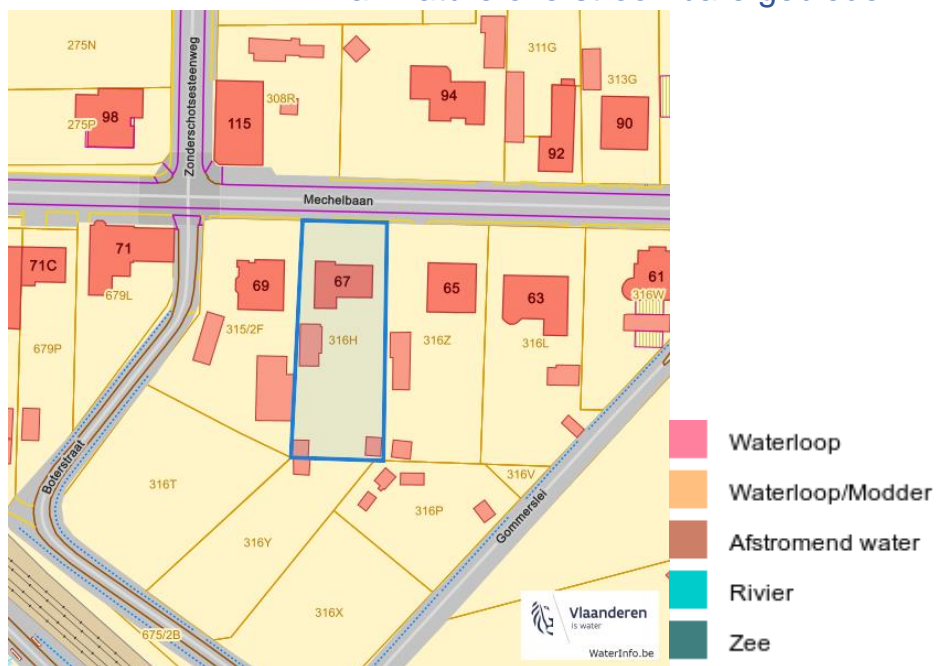 275N
Zonderschotsesteenweg
311G
313G
94
308R
98
275P
115
90
92
Mechelbaan
71
71C
67
61
69
65
63
679L
316W
315/2F
316H
316Z
316L
679P
Boterstraat
316V
316T
316P
Gommerslei
316Y
316X
675/2B
Vlaanderen
is water
WaterInfo.be
Waterloop
Waterloop/Modder
Afstromend water
Rivier
Zee